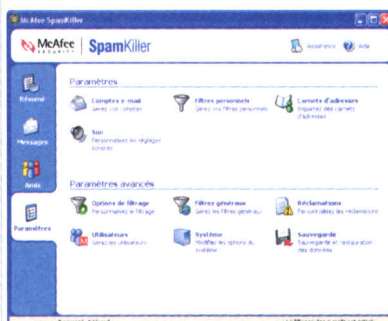 McAfee SpamKiller
McAfee SpamKiller
SECURITY
Assistance Aide
Résumé
Messages
Amis
Paramètres
Paramètres
Comptes e-mail
Gérez vos comptes
Filtres personnels
Gérez vos filtres personnels
Carnets d'adresses
Importez des carnets
d'adresses
Son
Personnalisez les réglages
sonores
Paramètres avancés
Options de filtrage
Personnalisez le filtrage
Filtres généraux
Gérez les filtres généraux
Réclamations
Personnalisez les réclamations
Utilisateurs
Gérez les utilisateurs
Système
Modifiez les options du
système
Sauvegarde
Sauvegarde et restauration
des données